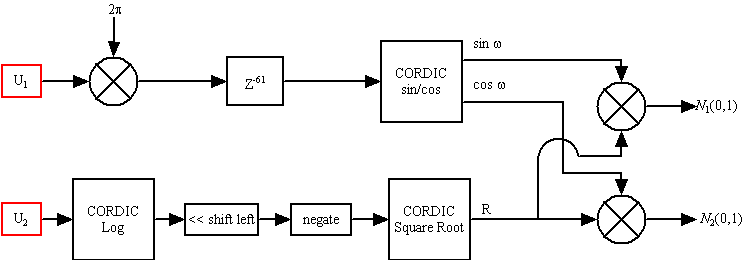 2π
U₁
Z⁻⁶¹
CORDIC
sin/cos
sin ω
cos ω
N₁(0,1)
U₂
CORDIC
Log
<< shift left
negate
CORDIC
Square Root
R
N₂(0,1)